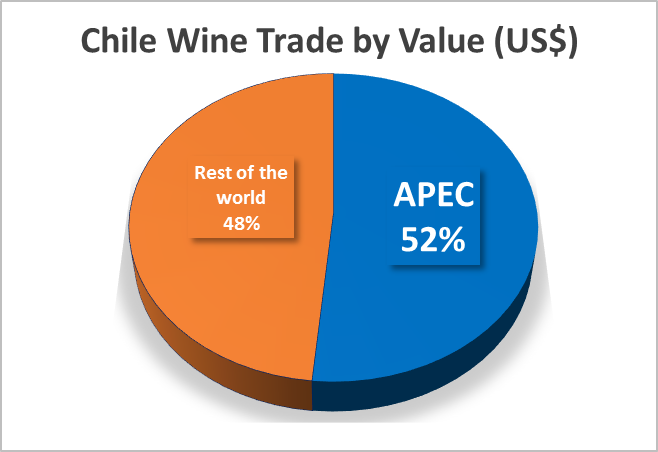 Chile Wine Trade by Value (US$)
Rest of the
world
48%
APEC
52%